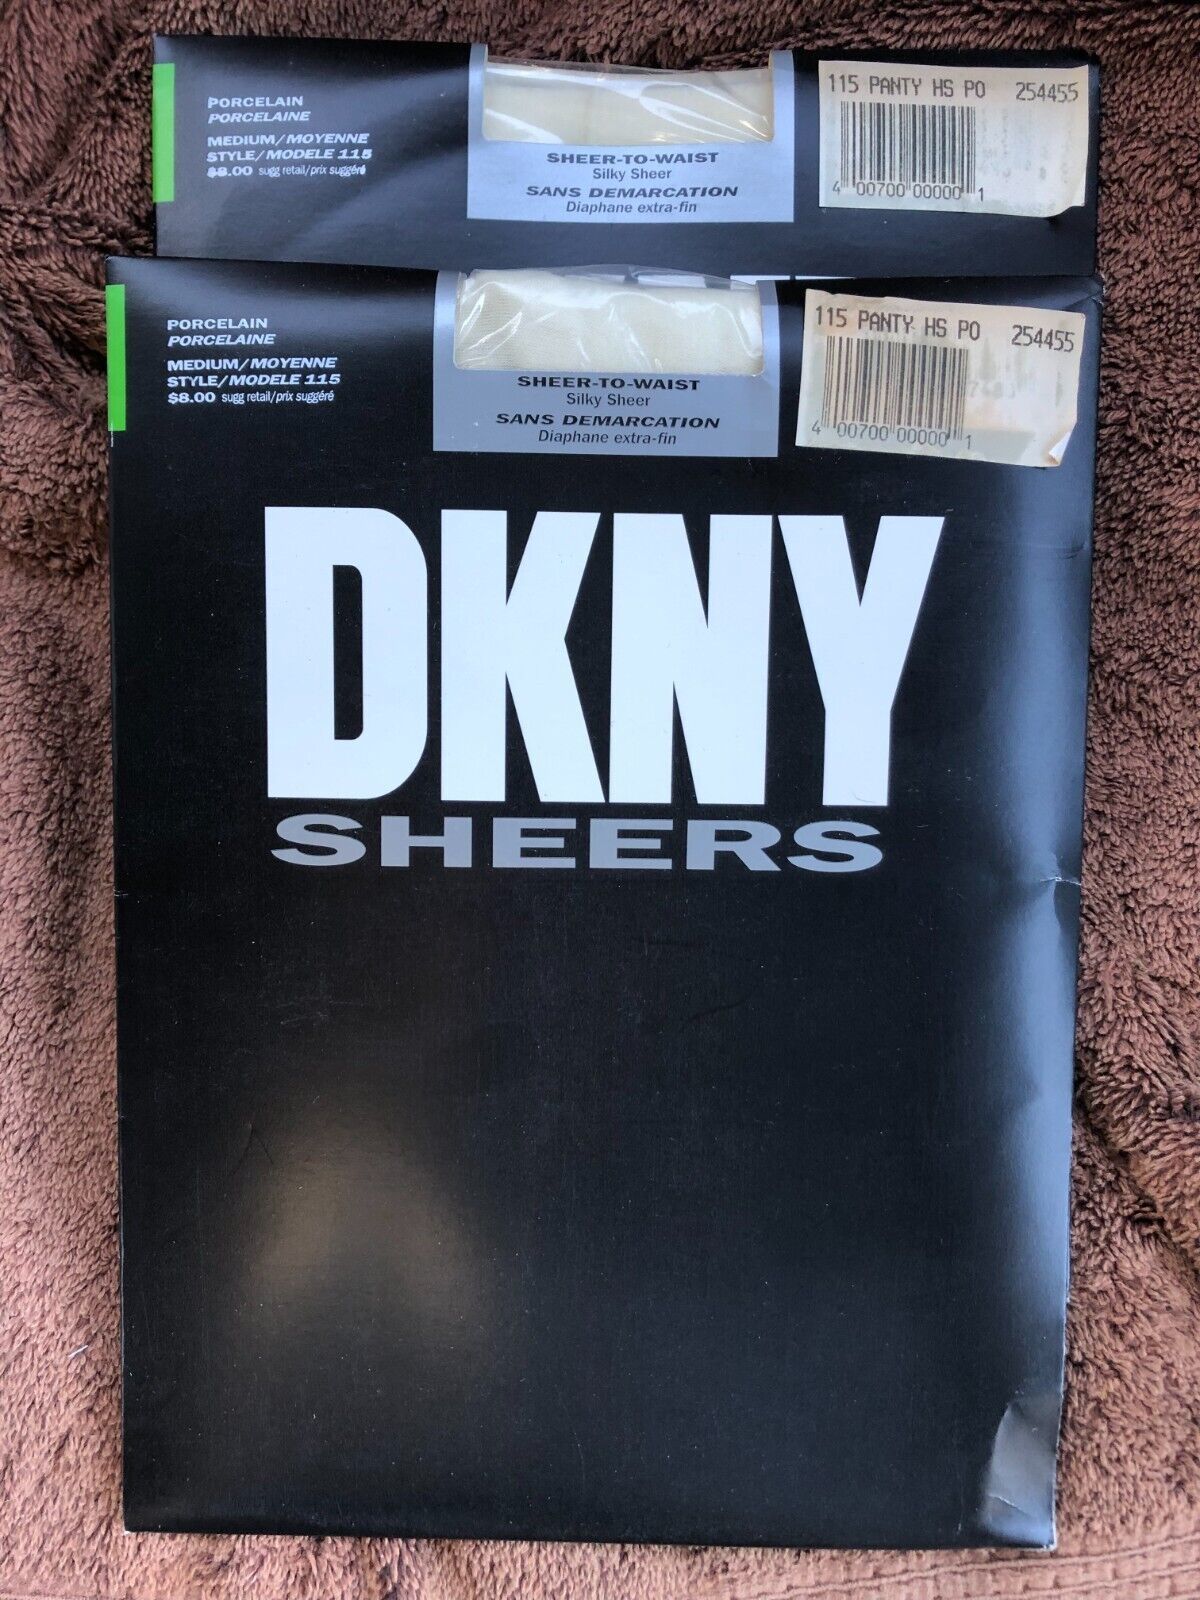 PORCELAIN
PORCELAINE
MEDIUM/MOYENNE
STYLE/MODELE 115
$8.00 sugg retail/prix suggéré
SHEER-TO-WAIST
Silky Sheer
SANS DEMARCATION
Diaphane extra-fin
115 PANTY HS PO 254455
4 00700 00000 1
PORCELAIN
PORCELAINE
MEDIUM/MOYENNE
STYLE/MODELE 115
$8.00 sugg retail/prix suggéré
SHEER-TO-WAIST
Silky Sheer
SANS DEMARCATION
Diaphane extra-fin
115 PANTY HS PO 254455
4 00700 00000 1
DKNY
SHEERS